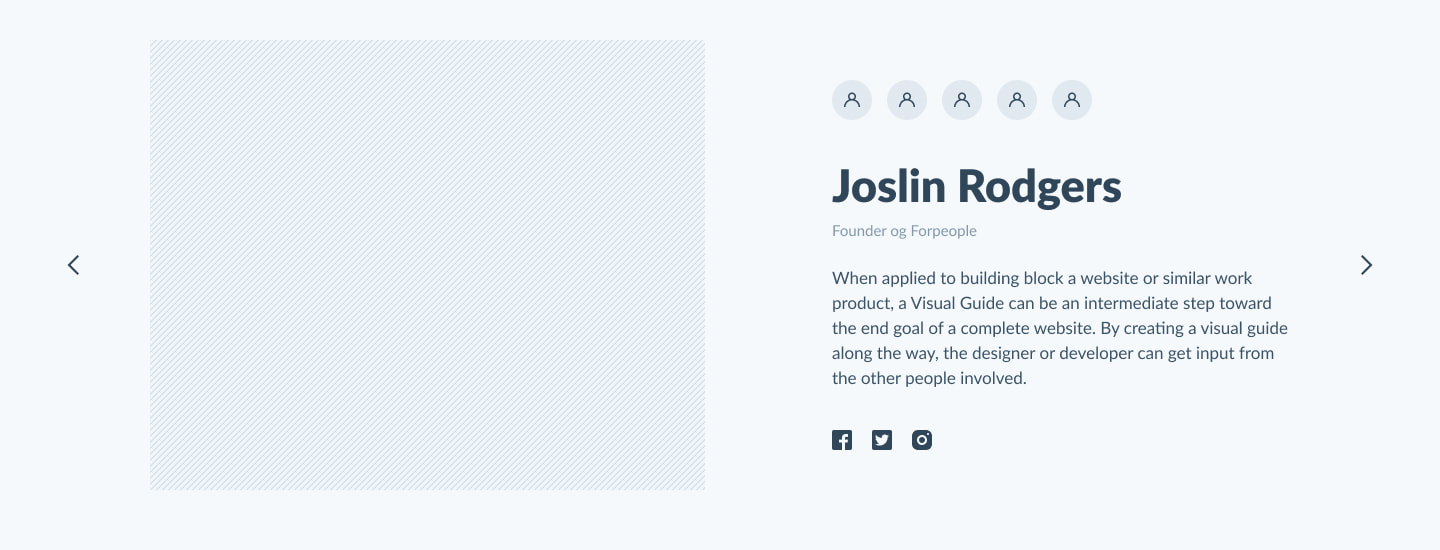 Joslin Rodgers
Founder og Forpeople
When applied to building block a website or similar work
product, a Visual Guide can be an intermediate step toward
the end goal of a complete website. By creating a visual guide
along the way, the designer or developer can get input from
the other people involved.